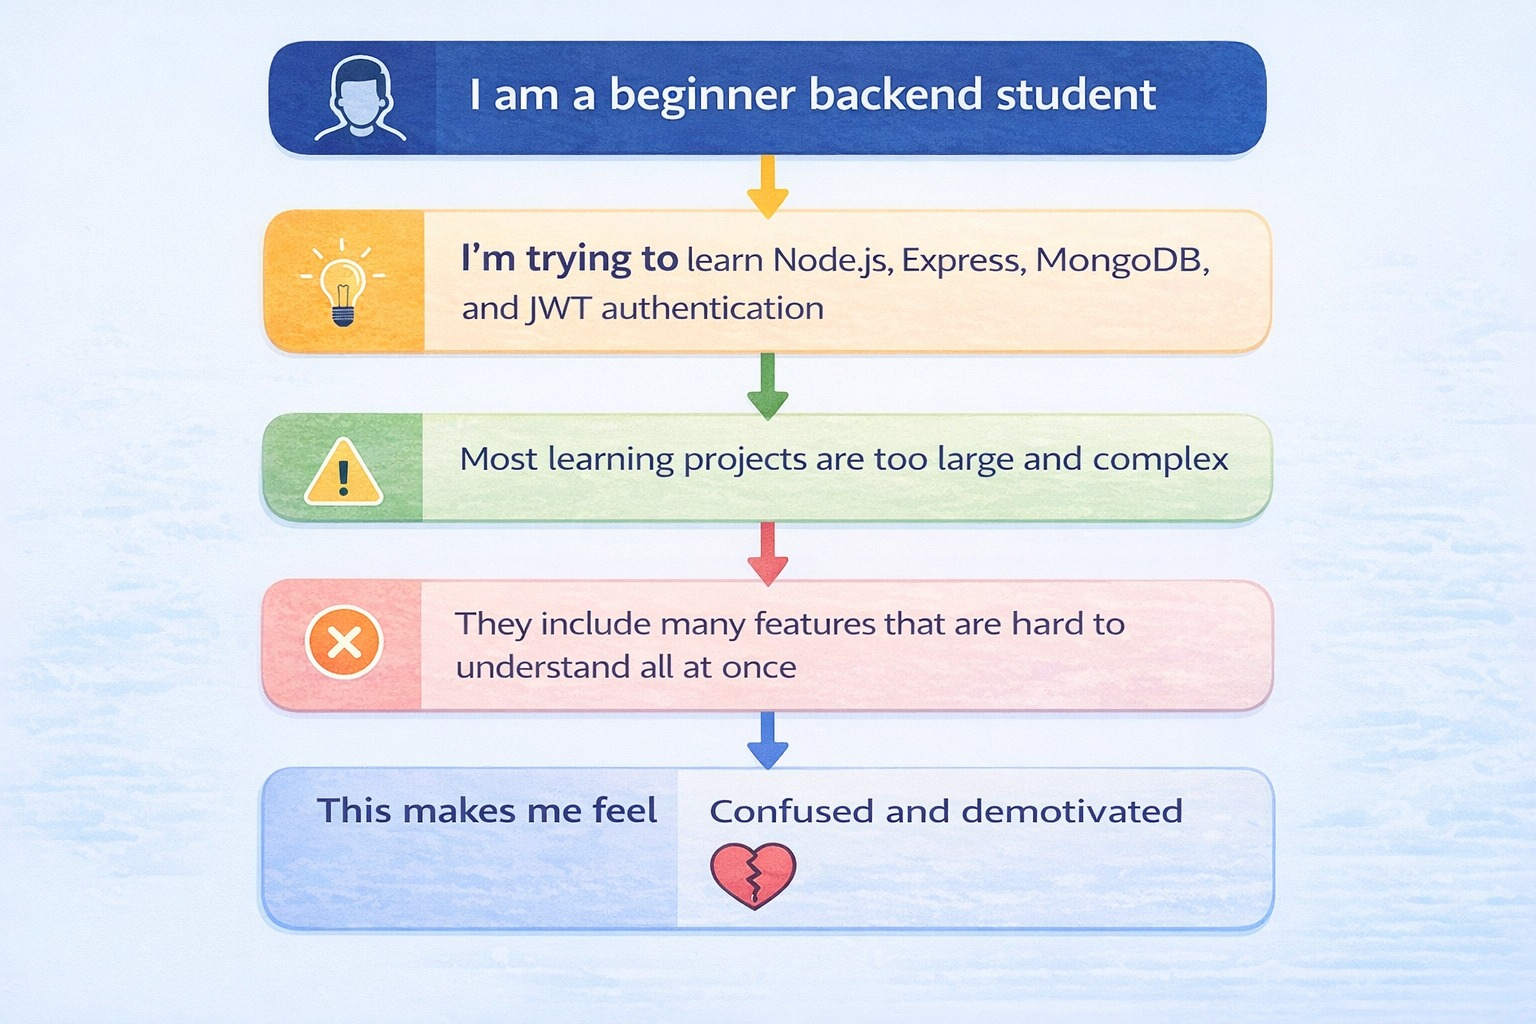 I am a beginner backend student
I’m trying to learn Node.js, Express, MongoDB,
and JWT authentication
Most learning projects are too large and complex
They include many features that are hard to
understand all at once
This makes me feel
Confused and demotivated